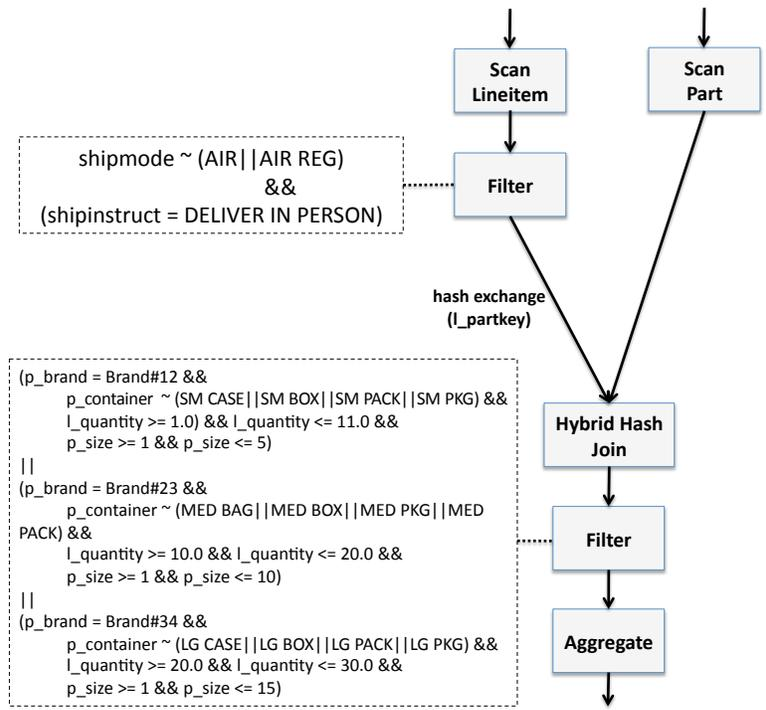 Scan
Lineitem
Scan
Part
shipmode ~ (AIR||AIR REG)
&&
(shipinstruct = DELIVER IN PERSON)
Filter
hash exchange
(l_partkey)
(p_brand = Brand#12 &&
p_container ~ (SM CASE||SM BOX||SM PACK||SM PKG) &&
l_quantity >= 1.0) && l_quantity <= 11.0 &&
p_size >= 1 && p_size <= 5)
||
(p_brand = Brand#23 &&
p_container ~ (MED BAG||MED BOX||MED PKG||MED
PACK) &&
l_quantity >= 10.0 && l_quantity <= 20.0 &&
p_size >= 1 && p_size <= 10)
||
(p_brand = Brand#34 &&
p_container ~ (LG CASE||LG BOX||LG PACK||LG PKG) &&
l_quantity >= 20.0 && l_quantity <= 30.0 &&
p_size >= 1 && p_size <= 15)
Hybrid Hash
Join
Filter
Aggregate